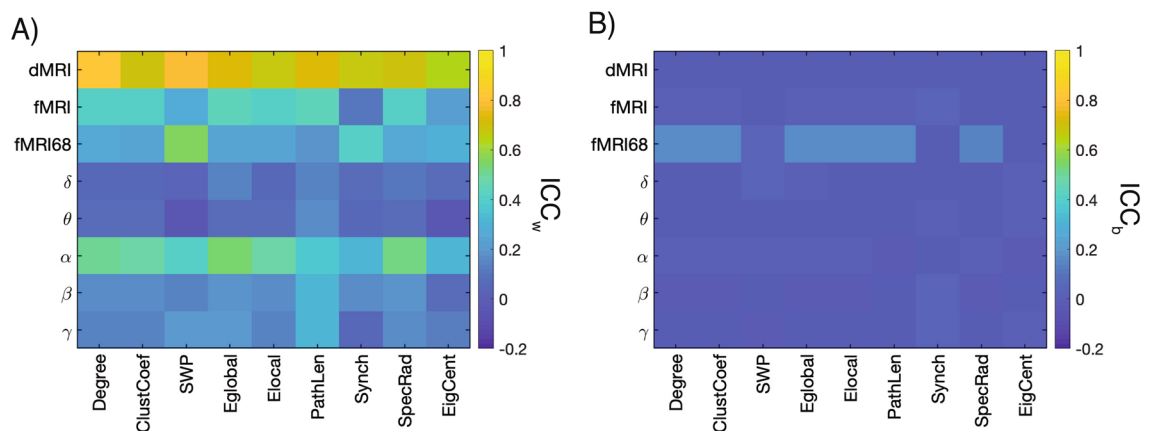 A)
dMRI
fMRI
fMRI68
δ
θ
α
β
γ
Degree
ClustCoef
SWP
Eglobal
Elocal
PathLen
Synch
SpecRad
EigCent
1
0.8
0.6
0.4
0.2
0
-0.2
ICCw
B)
dMRI
fMRI
fMRI68
δ
θ
α
β
γ
Degree
ClustCoef
SWP
Eglobal
Elocal
PathLen
Synch
SpecRad
EigCent
1
0.8
0.6
0.4
0.2
0
-0.2
ICCb